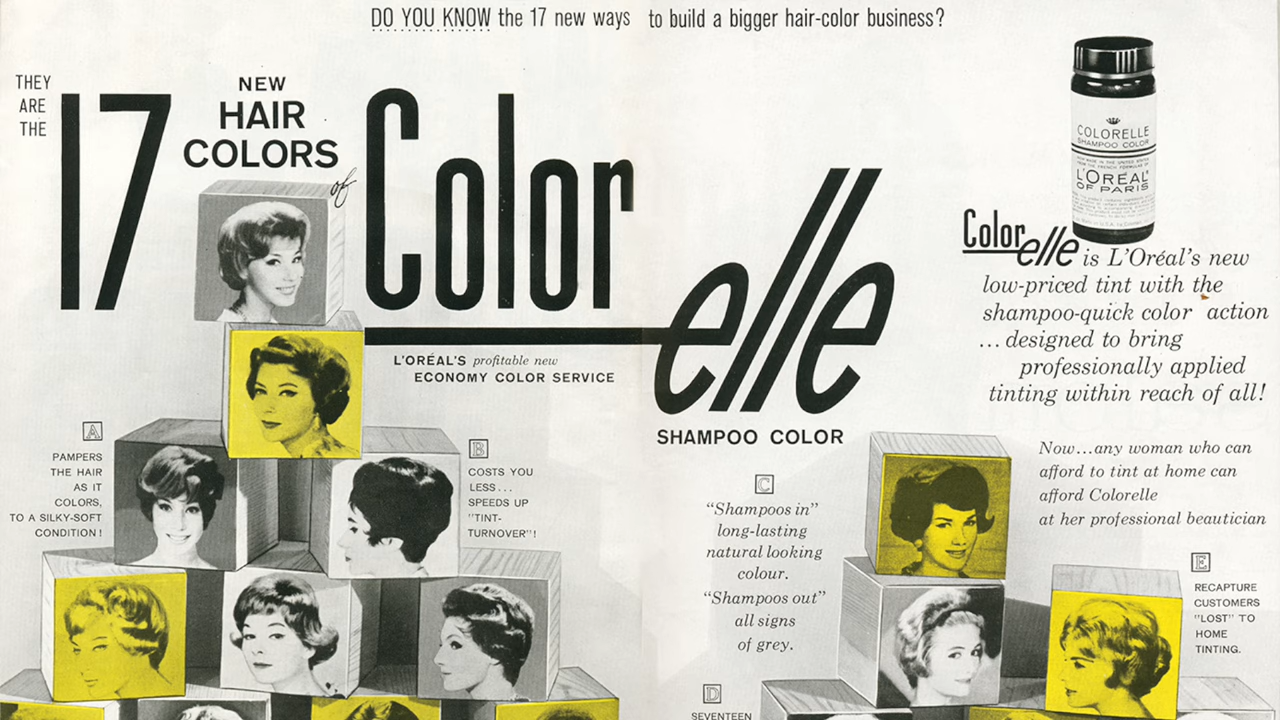 DO YOU KNOW the 17 new ways to build a bigger hair-color business?
THEY
ARE
THE
17
NEW
HAIR
COLORS
of
Color
elle
SHAMPOO COLOR
L'ORÉAL'S profitable new
ECONOMY COLOR SERVICE
COLORELLE
SHAMPOO COLOR
L'ORÉAL
OF PARIS
Colorelle is L'Oréal's new
low-priced tint with the
shampoo-quick color action
...designed to bring
professionally applied
tinting within reach of all!
Now...any woman who can
afford to tint at home can
afford Colorelle
at her professional beautician
A
PAMPERS
THE HAIR
AS IT
COLORS,
TO A SILKY-SOFT
CONDITION!
B
COSTS YOU
LESS...
SPEEDS UP
"TINT-
TURNOVER"!
C
"Shampoos in"
long-lasting
natural looking
colour.
"Shampoos out"
all signs
of grey.
D
SEVENTEEN
E
RECAPTURE
CUSTOMERS
"LOST" TO
HOME
TINTING.